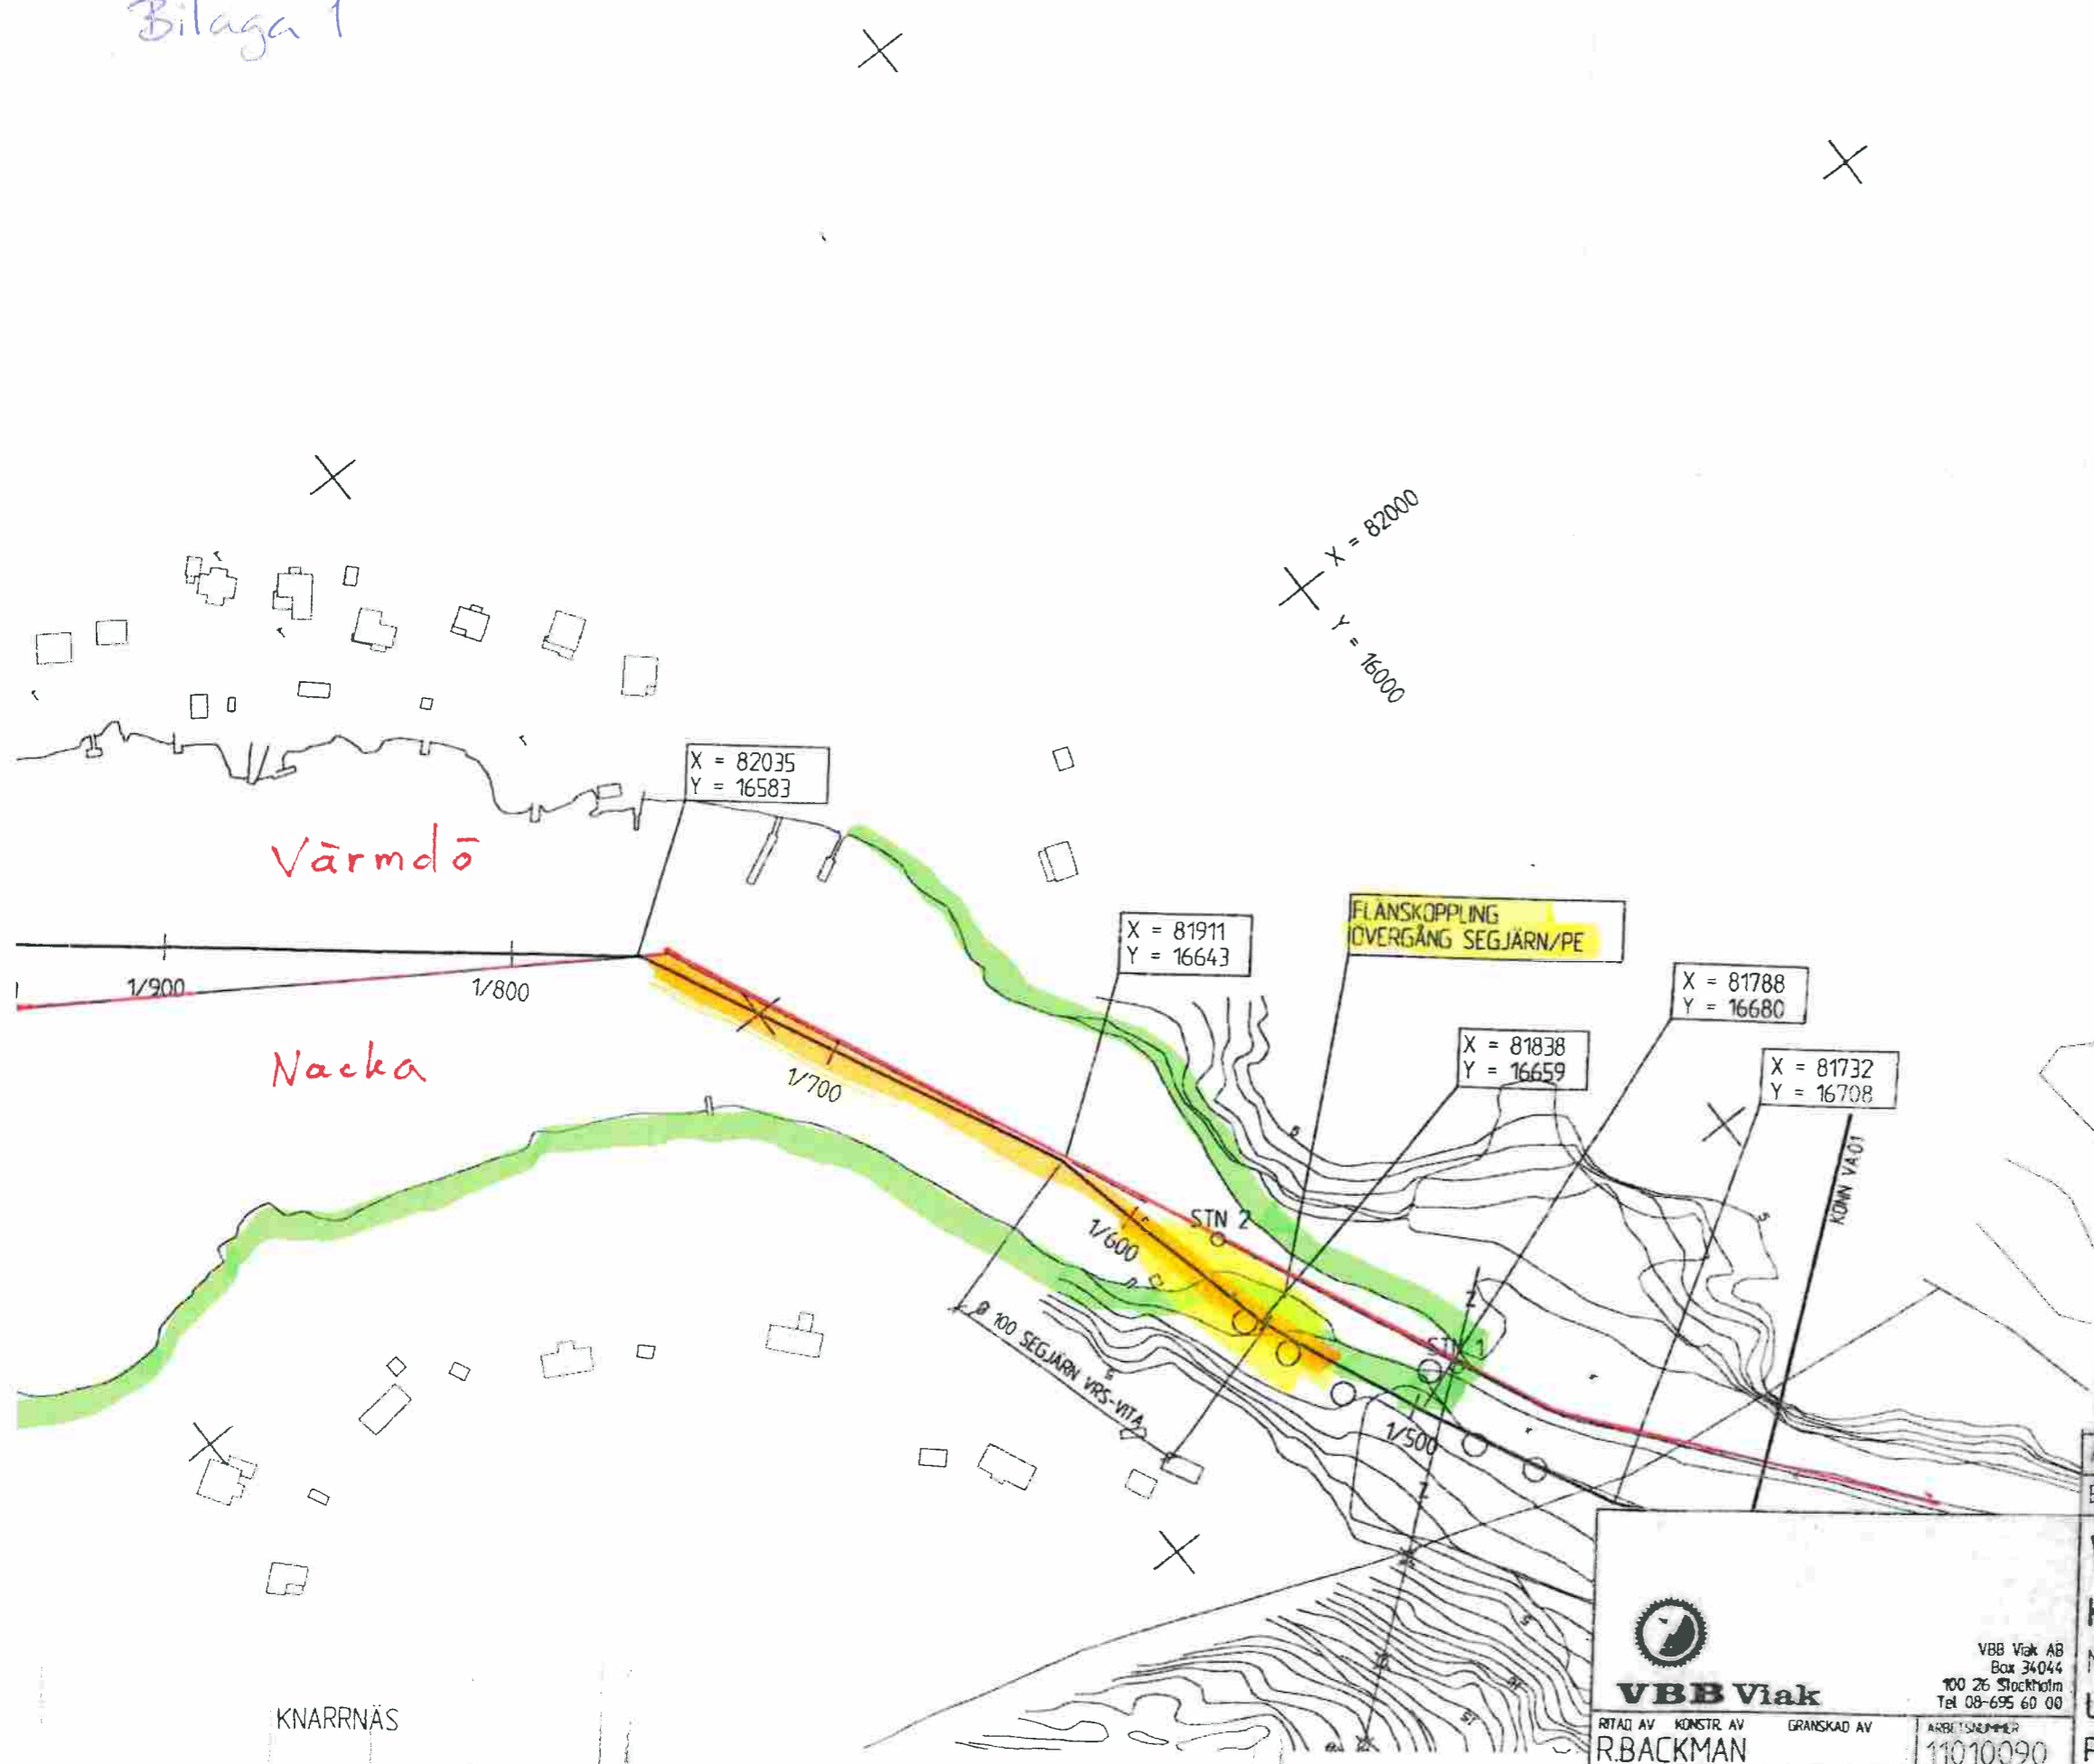 Bilaga 1
X = 82000
Y = 16000
X = 82035
Y = 16583
Värmdö
X = 81911
Y = 16643
FLÄNSKOPPLING
ÖVERGÅNG SEGJÄRN/PE
X = 81788
Y = 16680
X = 81838
Y = 16659
X = 81732
Y = 16708
1/900
1/800
Nacka
1/700
KONN VA01
STN 2
1/600
Ø 100 SEGJÄRN VRS-VITA
STN 1
1/500
KNARRNÄS
VBB Viak
VBB Viak AB
Box 34044
100 26 Stockholm
Tel 08-695 60 00
RITAD AV KONSTR. AV GRANSKAD AV
R.BACKMAN
ARBETSNUMMER
11010090